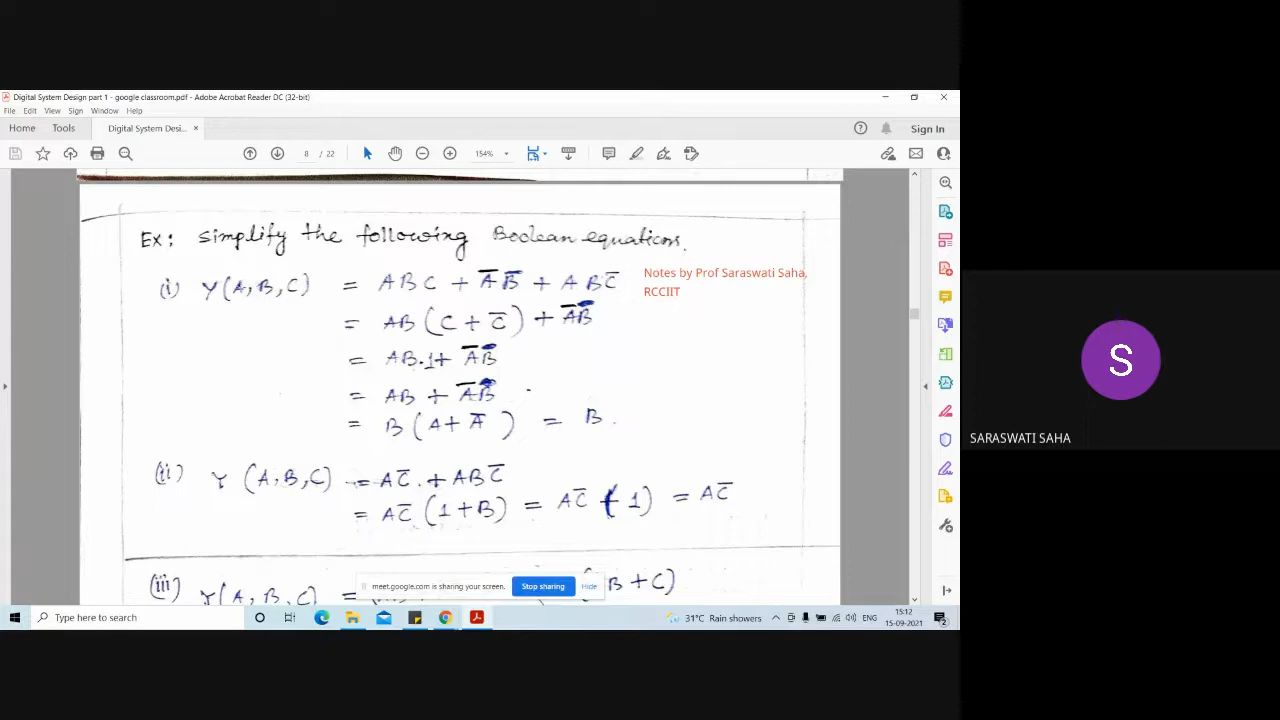 Digital System Design part 1 - google classroom.pdf - Adobe Acrobat Reader DC (32-bit)
File Edit View Sign Window Help
Home Tools Digital System Desi... × Sign In
8 / 22 154%
Ex: Simplify the following Boolean equations.
Notes by Prof Saraswati Saha,
RCCIIT
(i) Y(A,B,C) = ABC + A̅B̅ + ABC̅
= AB(C + C̅) + A̅B̅
= AB.1 + A̅B̅
= AB + A̅B̅
= B(A + A̅) = B.
(ii) Y(A,B,C) = AC̅ + ABC̅
= AC̅(1+B) = AC̅(1) = AC̅
(iii) Y(A,B,C) = B + C)
meet.google.com is sharing your screen. Stop sharing Hide
SARASWATI SAHA
S
Type here to search
31°C Rain showers ENG 15:12
15-09-2021
2